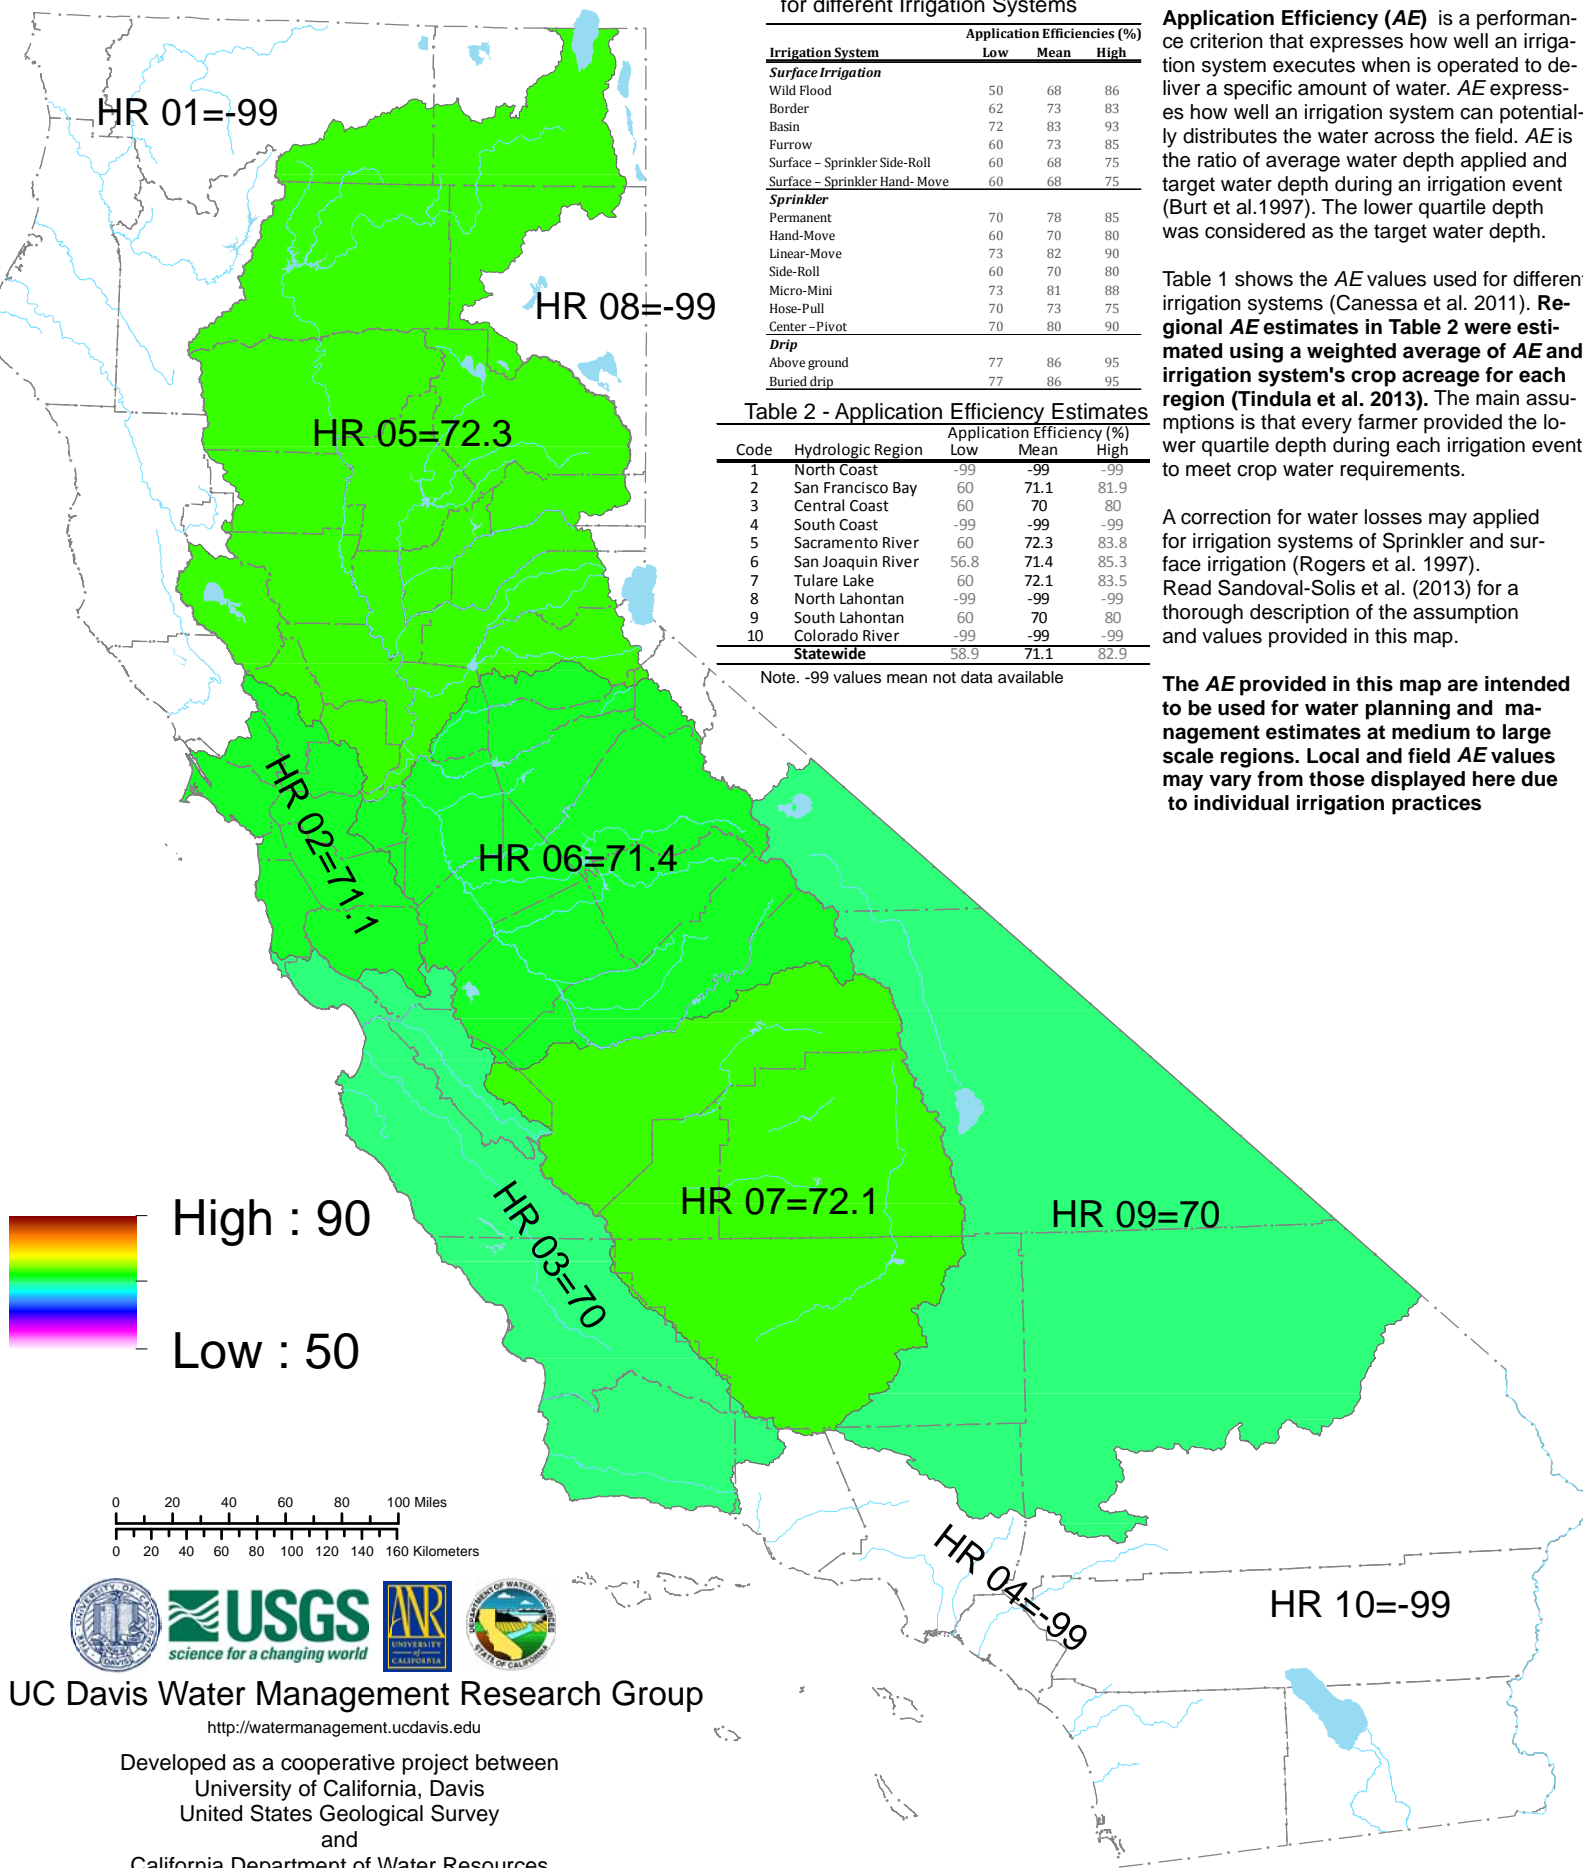 for different Irrigation Systems
Application Efficiencies (%)
Irrigation System Low Mean High
Surface Irrigation
Wild Flood 50 68 86
Border 62 73 83
Basin 72 83 93
Furrow 60 73 85
Surface – Sprinkler Side-Roll 60 68 75
Surface – Sprinkler Hand- Move 60 68 75
Sprinkler
Permanent 70 78 85
Hand-Move 60 70 80
Linear-Move 73 82 90
Side-Roll 60 70 80
Micro-Mini 73 81 88
Hose-Pull 70 73 75
Center – Pivot 70 80 90
Drip
Above ground 77 86 95
Buried drip 77 86 95
Table 2 - Application Efficiency Estimates
Application Efficiency (%)
Code Hydrologic Region Low Mean High
1 North Coast -99 -99 -99
2 San Francisco Bay 60 71.1 81.9
3 Central Coast 60 70 80
4 South Coast -99 -99 -99
5 Sacramento River 60 72.3 83.8
6 San Joaquin River 56.8 71.4 85.3
7 Tulare Lake 60 72.1 83.5
8 North Lahontan -99 -99 -99
9 South Lahontan 60 70 80
10 Colorado River -99 -99 -99
Statewide 58.9 71.1 82.9
Note. -99 values mean not data available
Application Efficiency (AE) is a performan-
ce criterion that expresses how well an irriga-
tion system executes when is operated to de-
liver a specific amount of water. AE express-
es how well an irrigation system can potential-
ly distributes the water across the field. AE is
the ratio of average water depth applied and
target water depth during an irrigation event
(Burt et al.1997). The lower quartile depth
was considered as the target water depth.
Table 1 shows the AE values used for different
irrigation systems (Canessa et al. 2011). Re-
gional AE estimates in Table 2 were esti-
mated using a weighted average of AE and
irrigation system's crop acreage for each
region (Tindula et al. 2013). The main assu-
mptions is that every farmer provided the lo-
wer quartile depth during each irrigation event
to meet crop water requirements.
A correction for water losses may applied
for irrigation systems of Sprinkler and sur-
face irrigation (Rogers et al. 1997).
Read Sandoval-Solis et al. (2013) for a
thorough description of the assumption
and values provided in this map.
The AE provided in this map are intended
to be used for water planning and ma-
nagement estimates at medium to large
scale regions. Local and field AE values
may vary from those displayed here due
to individual irrigation practices
HR 01=-99
HR 08=-99
HR 05=72.3
HR 02=71.1
HR 06=71.4
HR 07=72.1
HR 03=70
HR 09=70
HR 04=-99
HR 10=-99
High : 90
Low : 50
0 20 40 60 80 100 Miles
0 20 40 60 80 100 120 140 160 Kilometers
THE UNIVERSITY OF CALIFORNIA DAVIS
USGS
science for a changing world
ANR
UNIVERSITY
of
CALIFORNIA
DEPARTMENT OF WATER RESOURCES
STATE OF CALIFORNIA
UC Davis Water Management Research Group
http://watermanagement.ucdavis.edu
Developed as a cooperative project between
University of California, Davis
United States Geological Survey
and
California Department of Water Resources